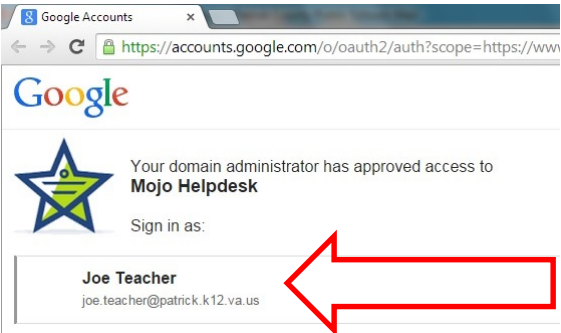 Google Accounts
https://accounts.google.com/o/oauth2/auth?scope=https://www
Google
Your domain administrator has approved access to
Mojo Helpdesk
Sign in as:
Joe Teacher
joe.teacher@patrick.k12.va.us